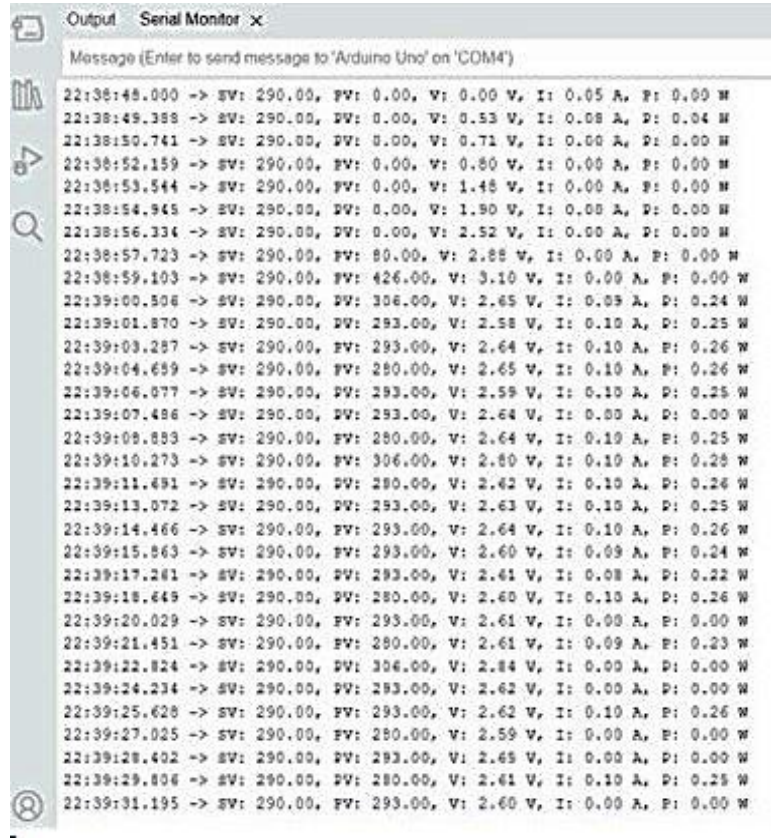 Output Serial Monitor x
Message (Enter to send message to 'Arduino Uno' on 'COM4')
22:38:48.000 -> SV: 290.00, PV: 0.00, V: 0.00 V, I: 0.05 A, P: 0.00 W
22:38:49.388 -> SV: 290.00, PV: 0.00, V: 0.53 V, I: 0.08 A, P: 0.04 W
22:38:50.741 -> SV: 290.00, PV: 0.00, V: 0.71 V, I: 0.00 A, P: 0.00 W
22:38:52.159 -> SV: 290.00, PV: 0.00, V: 0.80 V, I: 0.00 A, P: 0.00 W
22:38:53.544 -> SV: 290.00, PV: 0.00, V: 1.48 V, I: 0.00 A, P: 0.00 W
22:38:54.945 -> SV: 290.00, PV: 0.00, V: 1.90 V, I: 0.00 A, P: 0.00 W
22:38:56.334 -> SV: 290.00, PV: 0.00, V: 2.52 V, I: 0.00 A, P: 0.00 W
22:38:57.723 -> SV: 290.00, PV: 80.00, V: 2.88 V, I: 0.00 A, P: 0.00 W
22:38:59.103 -> SV: 290.00, PV: 426.00, V: 3.10 V, I: 0.00 A, P: 0.00 W
22:39:00.506 -> SV: 290.00, PV: 306.00, V: 2.65 V, I: 0.09 A, P: 0.24 W
22:39:01.870 -> SV: 290.00, PV: 293.00, V: 2.58 V, I: 0.10 A, P: 0.25 W
22:39:03.287 -> SV: 290.00, PV: 293.00, V: 2.64 V, I: 0.10 A, P: 0.26 W
22:39:04.689 -> SV: 290.00, PV: 280.00, V: 2.65 V, I: 0.10 A, P: 0.26 W
22:39:06.077 -> SV: 290.00, PV: 293.00, V: 2.59 V, I: 0.10 A, P: 0.25 W
22:39:07.486 -> SV: 290.00, PV: 293.00, V: 2.64 V, I: 0.00 A, P: 0.00 W
22:39:08.883 -> SV: 290.00, PV: 280.00, V: 2.64 V, I: 0.10 A, P: 0.25 W
22:39:10.273 -> SV: 290.00, PV: 306.00, V: 2.80 V, I: 0.10 A, P: 0.28 W
22:39:11.691 -> SV: 290.00, PV: 280.00, V: 2.62 V, I: 0.10 A, P: 0.26 W
22:39:13.072 -> SV: 290.00, PV: 293.00, V: 2.63 V, I: 0.10 A, P: 0.25 W
22:39:14.466 -> SV: 290.00, PV: 293.00, V: 2.64 V, I: 0.10 A, P: 0.26 W
22:39:15.863 -> SV: 290.00, PV: 293.00, V: 2.60 V, I: 0.09 A, P: 0.24 W
22:39:17.261 -> SV: 290.00, PV: 293.00, V: 2.61 V, I: 0.08 A, P: 0.22 W
22:39:18.649 -> SV: 290.00, PV: 280.00, V: 2.60 V, I: 0.10 A, P: 0.26 W
22:39:20.029 -> SV: 290.00, PV: 293.00, V: 2.61 V, I: 0.00 A, P: 0.00 W
22:39:21.451 -> SV: 290.00, PV: 280.00, V: 2.61 V, I: 0.09 A, P: 0.23 W
22:39:22.824 -> SV: 290.00, PV: 306.00, V: 2.84 V, I: 0.00 A, P: 0.00 W
22:39:24.234 -> SV: 290.00, PV: 293.00, V: 2.62 V, I: 0.00 A, P: 0.00 W
22:39:25.628 -> SV: 290.00, PV: 293.00, V: 2.62 V, I: 0.10 A, P: 0.26 W
22:39:27.025 -> SV: 290.00, PV: 280.00, V: 2.59 V, I: 0.00 A, P: 0.00 W
22:39:28.402 -> SV: 290.00, PV: 293.00, V: 2.65 V, I: 0.00 A, P: 0.00 W
22:39:29.806 -> SV: 290.00, PV: 280.00, V: 2.61 V, I: 0.10 A, P: 0.25 W
22:39:31.195 -> SV: 290.00, PV: 293.00, V: 2.60 V, I: 0.00 A, P: 0.00 W